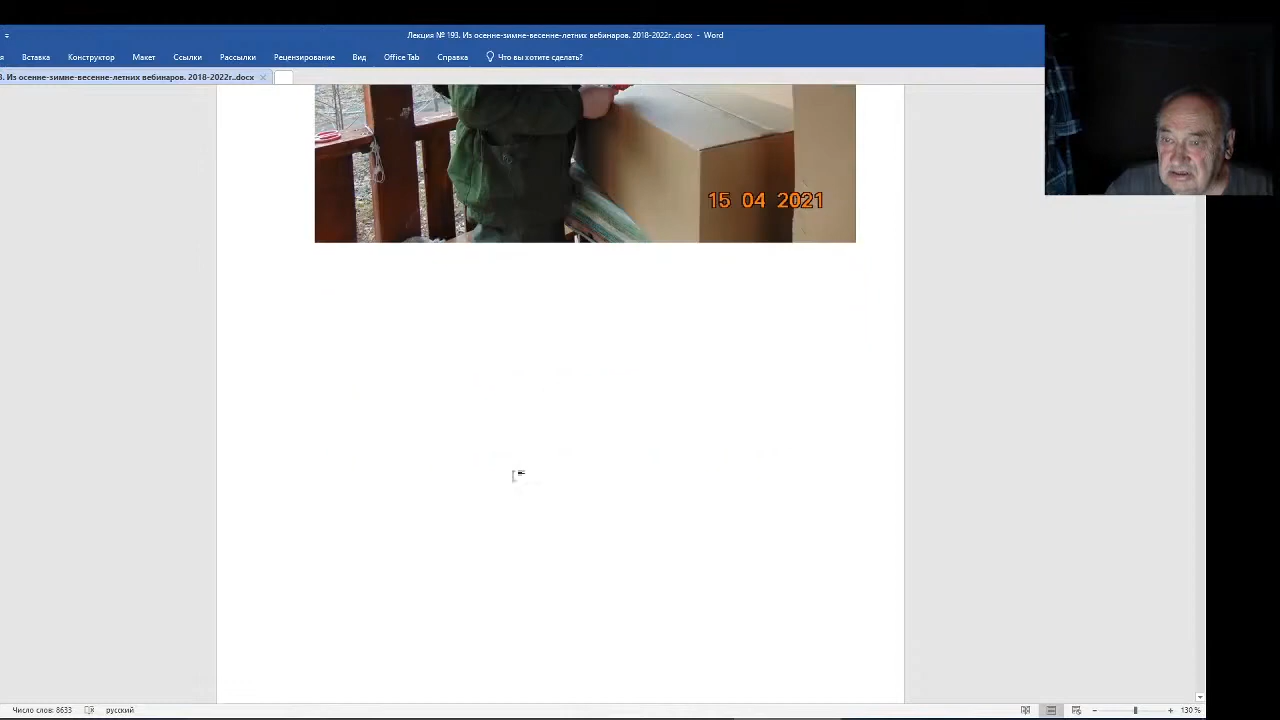 Лекция № 193. Из осенне-зимне-весенне-летних вебинаров. 2018-2022г..docx - Word
Вставка Конструктор Макет Ссылки Рассылки Рецензирование Вид Office Tab Справка Что вы хотите сделать?
3. Из осенне-зимне-весенне-летних вебинаров. 2018-2022г..docx
15 04 2021
Число слов: 8633 русский 130%